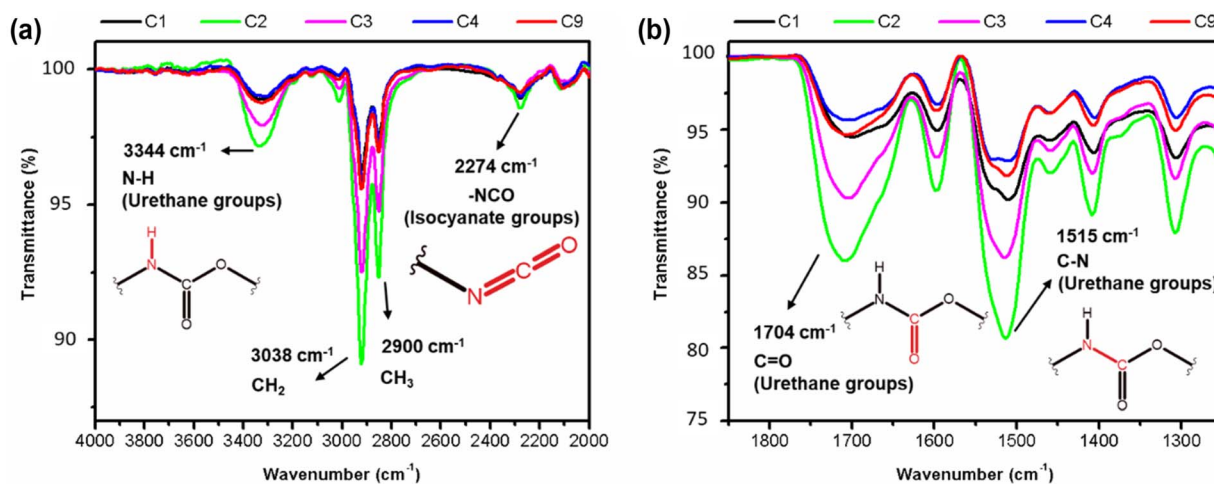 (a)
C1 C2 C3 C4 C9
100
95
90
Transmittance (%)
3344 cm⁻¹
N-H
(Urethane groups)
H
N
C
O
O
2274 cm⁻¹
-NCO
(Isocyanate groups)
N
C
O
3038 cm⁻¹
CH₂
2900 cm⁻¹
CH₃
4000 3800 3600 3400 3200 3000 2800 2600 2400 2200 2000
Wavenumber (cm⁻¹)
(b)
C1 C2 C3 C4 C9
100
95
90
85
80
75
Transmittance (%)
1704 cm⁻¹
C=O
(Urethane groups)
H
N
C
O
O
1515 cm⁻¹
C-N
(Urethane groups)
H
N
C
O
O
1800 1700 1600 1500 1400 1300
Wavenumber (cm⁻¹)